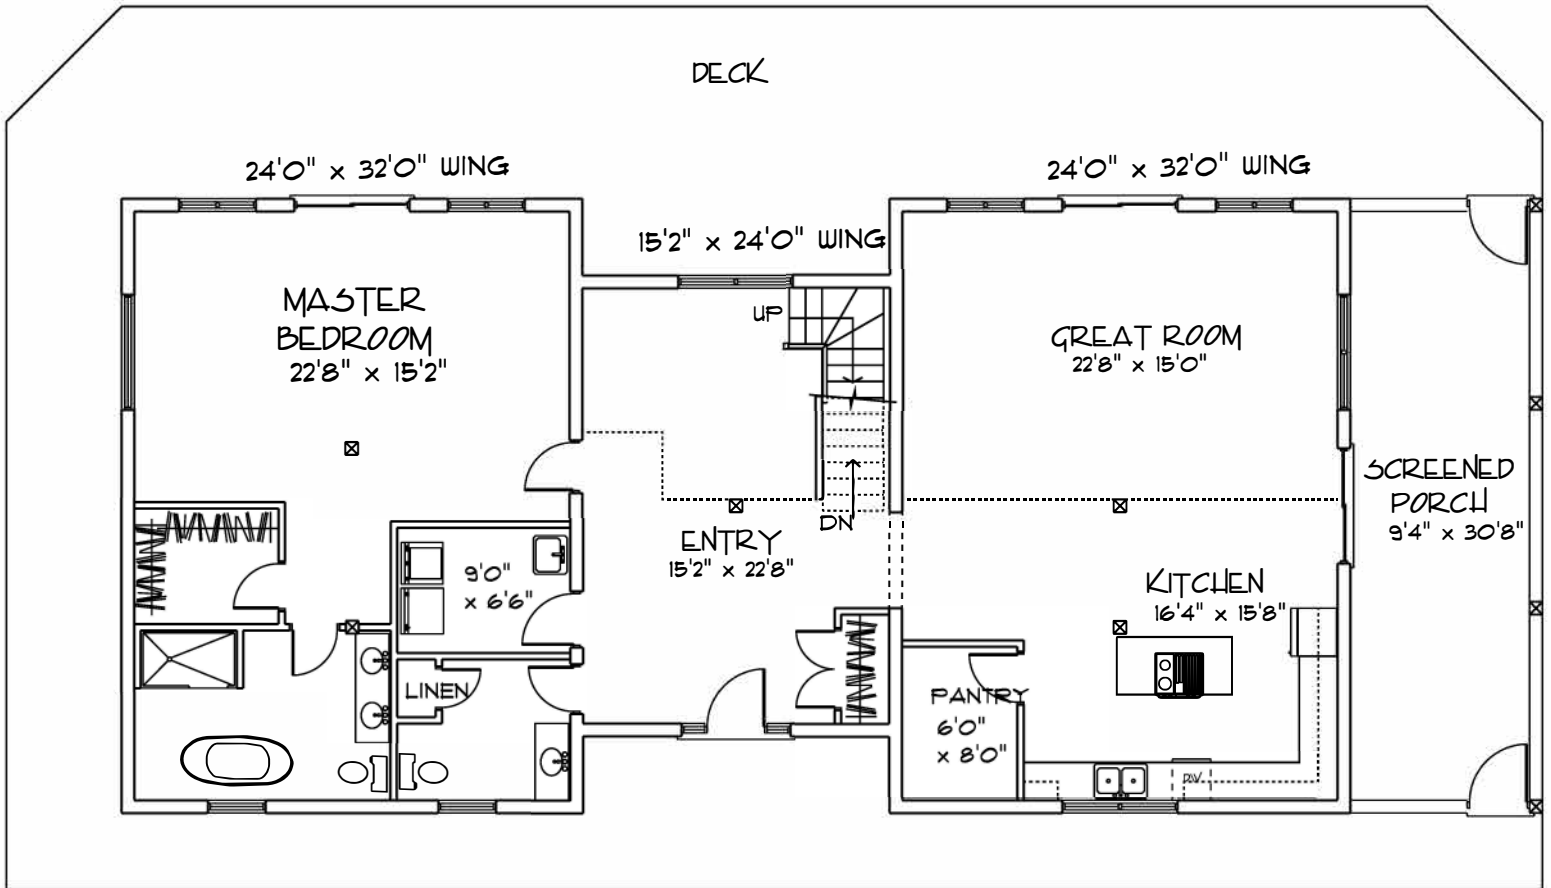 DECK
24'0" x 32'0" WING
24'0" x 32'0" WING
15'2" x 24'0" WING
MASTER
BEDROOM
22'8" x 15'2"
UP
GREAT ROOM
22'8" x 15'0"
SCREENED
PORCH
9'4" x 30'8"
DN
ENTRY
15'2" x 22'8"
9'0"
x 6'6"
KITCHEN
16'4" x 15'8"
LINEN
PANTRY
6'0"
x 8'0"
DW